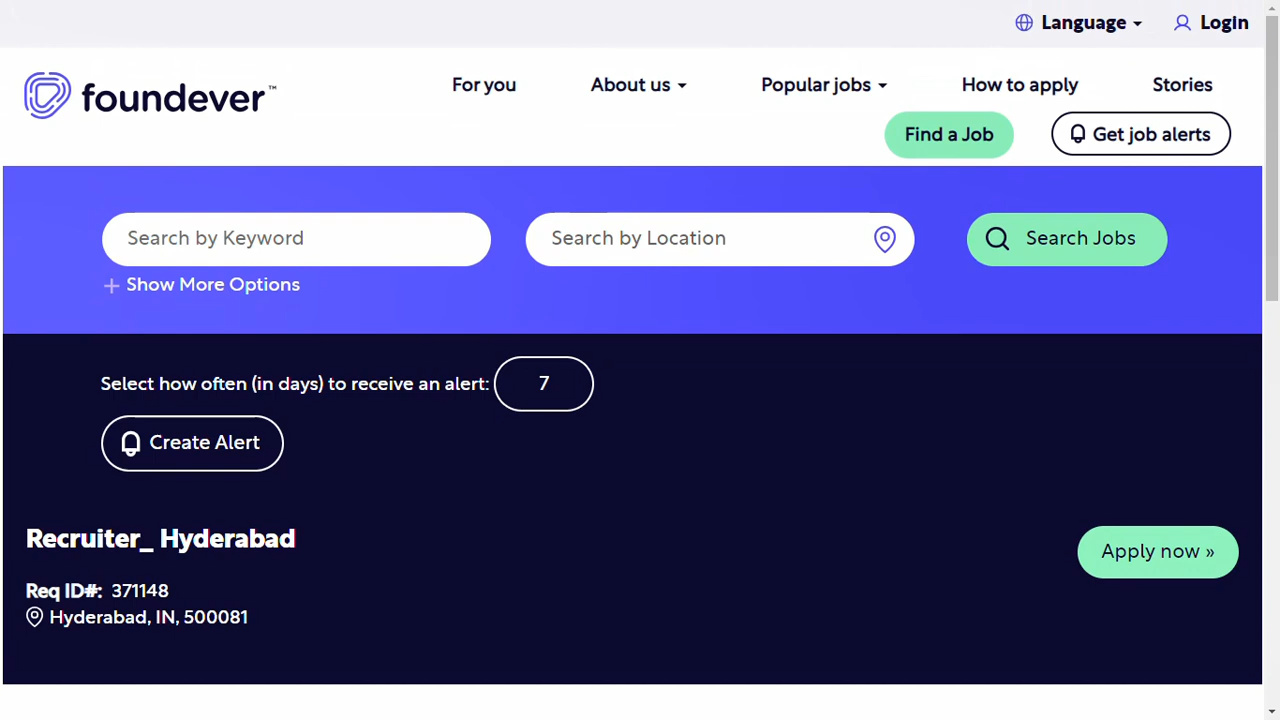 Language
Login
foundever™
For you
About us
Popular jobs
How to apply
Stories
Find a Job
Get job alerts
Search by Keyword
Search by Location
Search Jobs
Show More Options
Select how often (in days) to receive an alert:
7
Create Alert
Recruiter_ Hyderabad
Apply now »
Req ID#: 371148
Hyderabad, IN, 500081